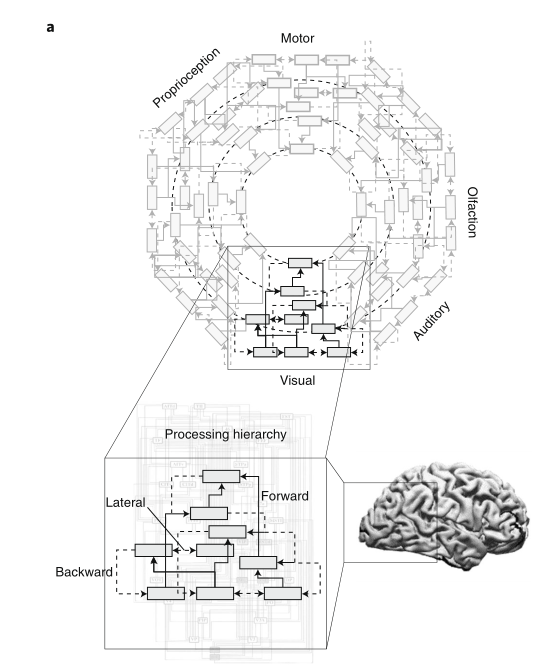 a
Motor
Proprioception
Olfaction
Auditory
Visual
Processing hierarchy
Lateral
Forward
Backward